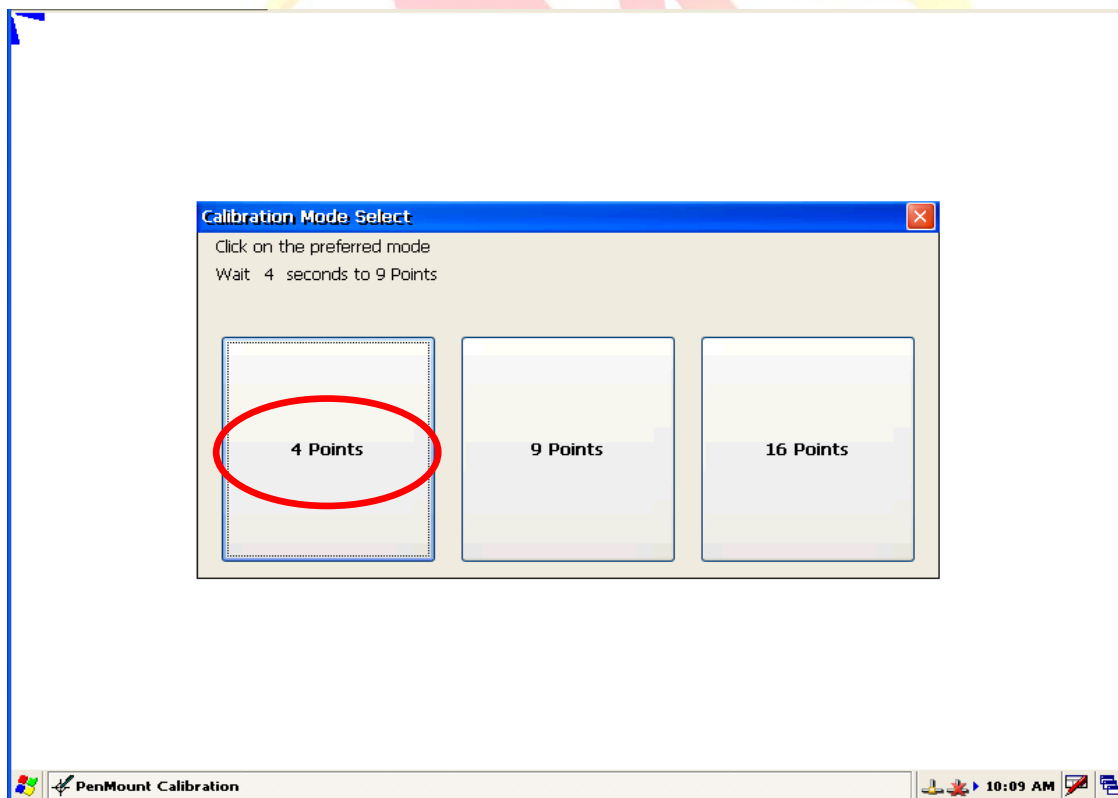 Calibration Mode Select
Click on the preferred mode
Wait 4 seconds to 9 Points
4 Points
9 Points
16 Points
PenMount Calibration
10:09 AM